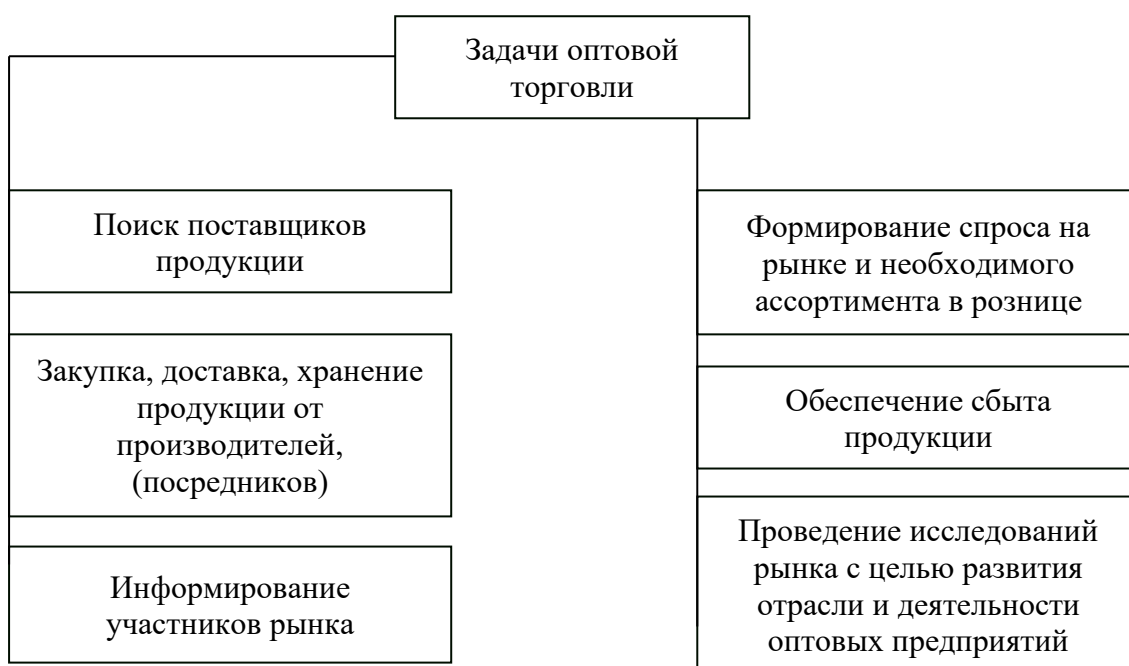 Задачи оптовой
торговли
Поиск поставщиков
продукции
Закупка, доставка, хранение
продукции от
производителей,
(посредников)
Информирование
участников рынка
Формирование спроса на
рынке и необходимого
ассортимента в рознице
Обеспечение сбыта
продукции
Проведение исследований
рынка с целью развития
отрасли и деятельности
оптовых предприятий